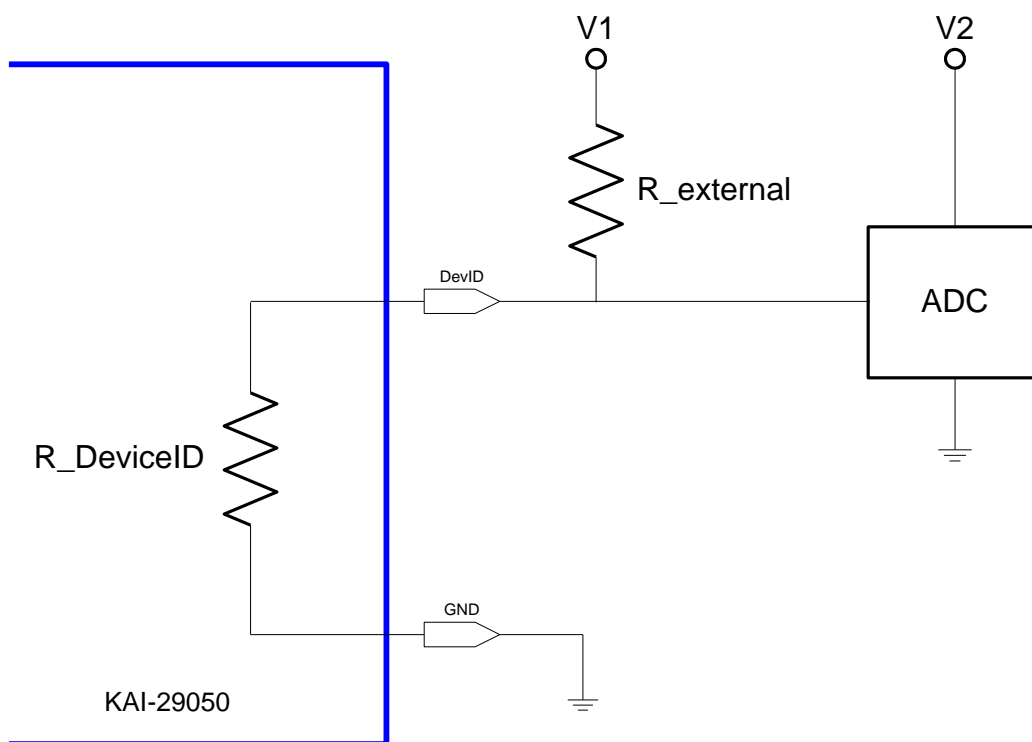 V1
V2
R_external
DevID
ADC
R_DeviceID
GND
KAI-29050